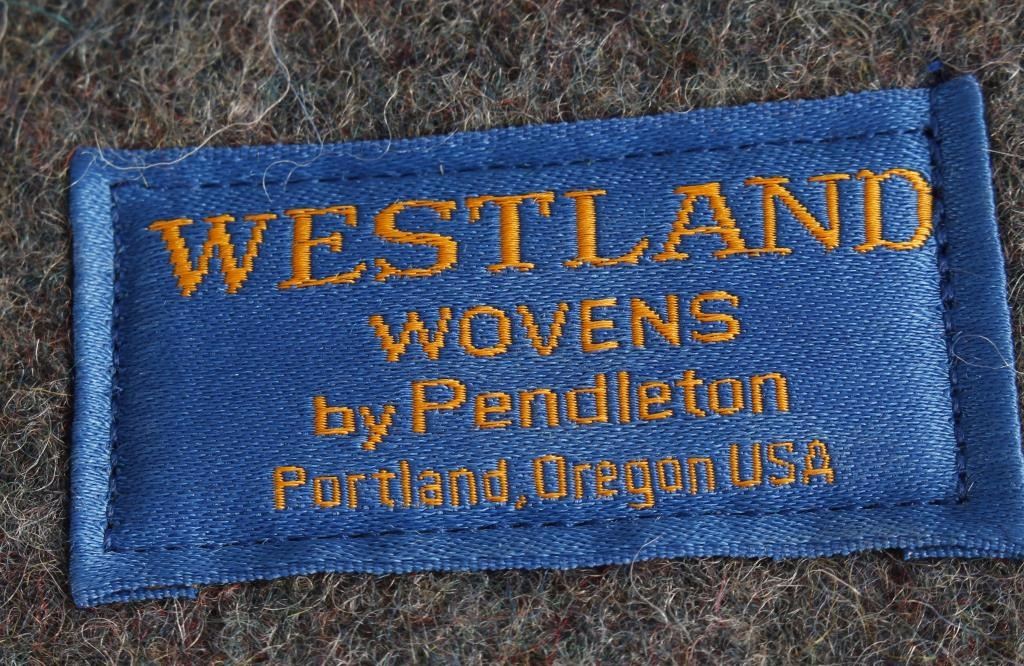 WESTLAND
WOVENS
by Pendleton
Portland, Oregon USA